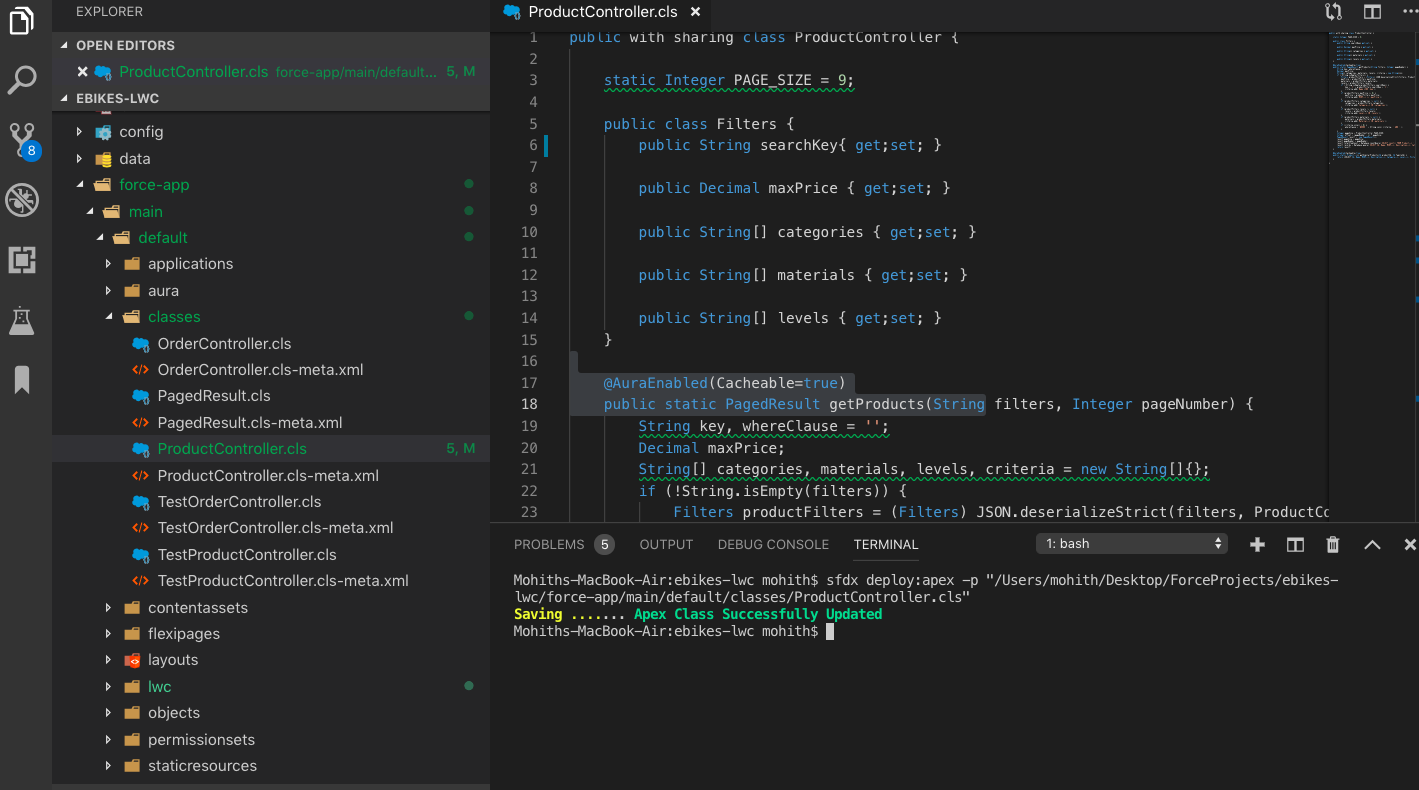 EXPLORER
OPEN EDITORS
ProductController.cls force-app/main/default... 5, M
EBIKES-LWC
config
data
force-app
main
default
applications
aura
classes
OrderController.cls
OrderController.cls-meta.xml
PagedResult.cls
PagedResult.cls-meta.xml
ProductController.cls 5, M
ProductController.cls-meta.xml
TestOrderController.cls
TestOrderController.cls-meta.xml
TestProductController.cls
TestProductController.cls-meta.xml
contentassets
flexipages
layouts
lwc
objects
permissionsets
staticresources
8
ProductController.cls
1 public with sharing class ProductController {
2
3 static Integer PAGE_SIZE = 9;
4
5 public class Filters {
6 public String searchKey{ get;set; }
7
8 public Decimal maxPrice { get;set; }
9
10 public String[] categories { get;set; }
11
12 public String[] materials { get;set; }
13
14 public String[] levels { get;set; }
15 }
16
17 @AuraEnabled(Cacheable=true)
18 public static PagedResult getProducts(String filters, Integer pageNumber) {
19 String key, whereClause = '';
20 Decimal maxPrice;
21 String[] categories, materials, levels, criteria = new String[]{};
22 if (!String.isEmpty(filters)) {
23 Filters productFilters = (Filters) JSON.deserializeStrict(filters, ProductCo
PROBLEMS 5 OUTPUT DEBUG CONSOLE TERMINAL 1: bash
Mohiths-MacBook-Air:ebikes-lwc mohith$ sfdx deploy:apex -p "/Users/mohith/Desktop/ForceProjects/ebikes-
lwc/force-app/main/default/classes/ProductController.cls"
Saving ....... Apex Class Successfully Updated
Mohiths-MacBook-Air:ebikes-lwc mohith$